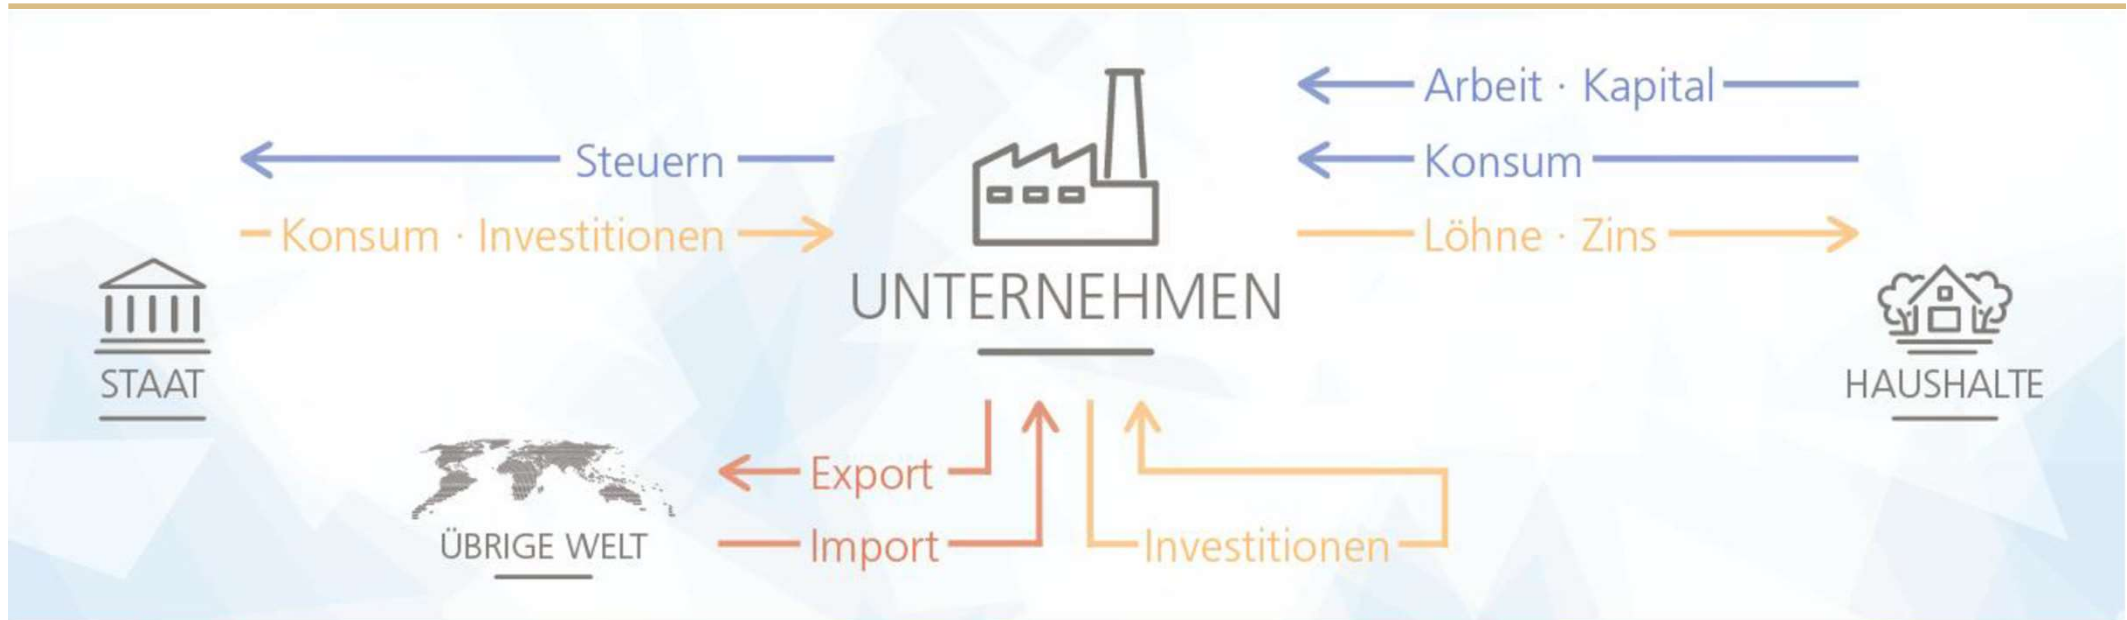 Arbeit · Kapital
Steuern
Konsum
Konsum · Investitionen
Löhne · Zins
UNTERNEHMEN
STAAT
HAUSHALTE
Export
ÜBRIGE WELT
Import
Investitionen